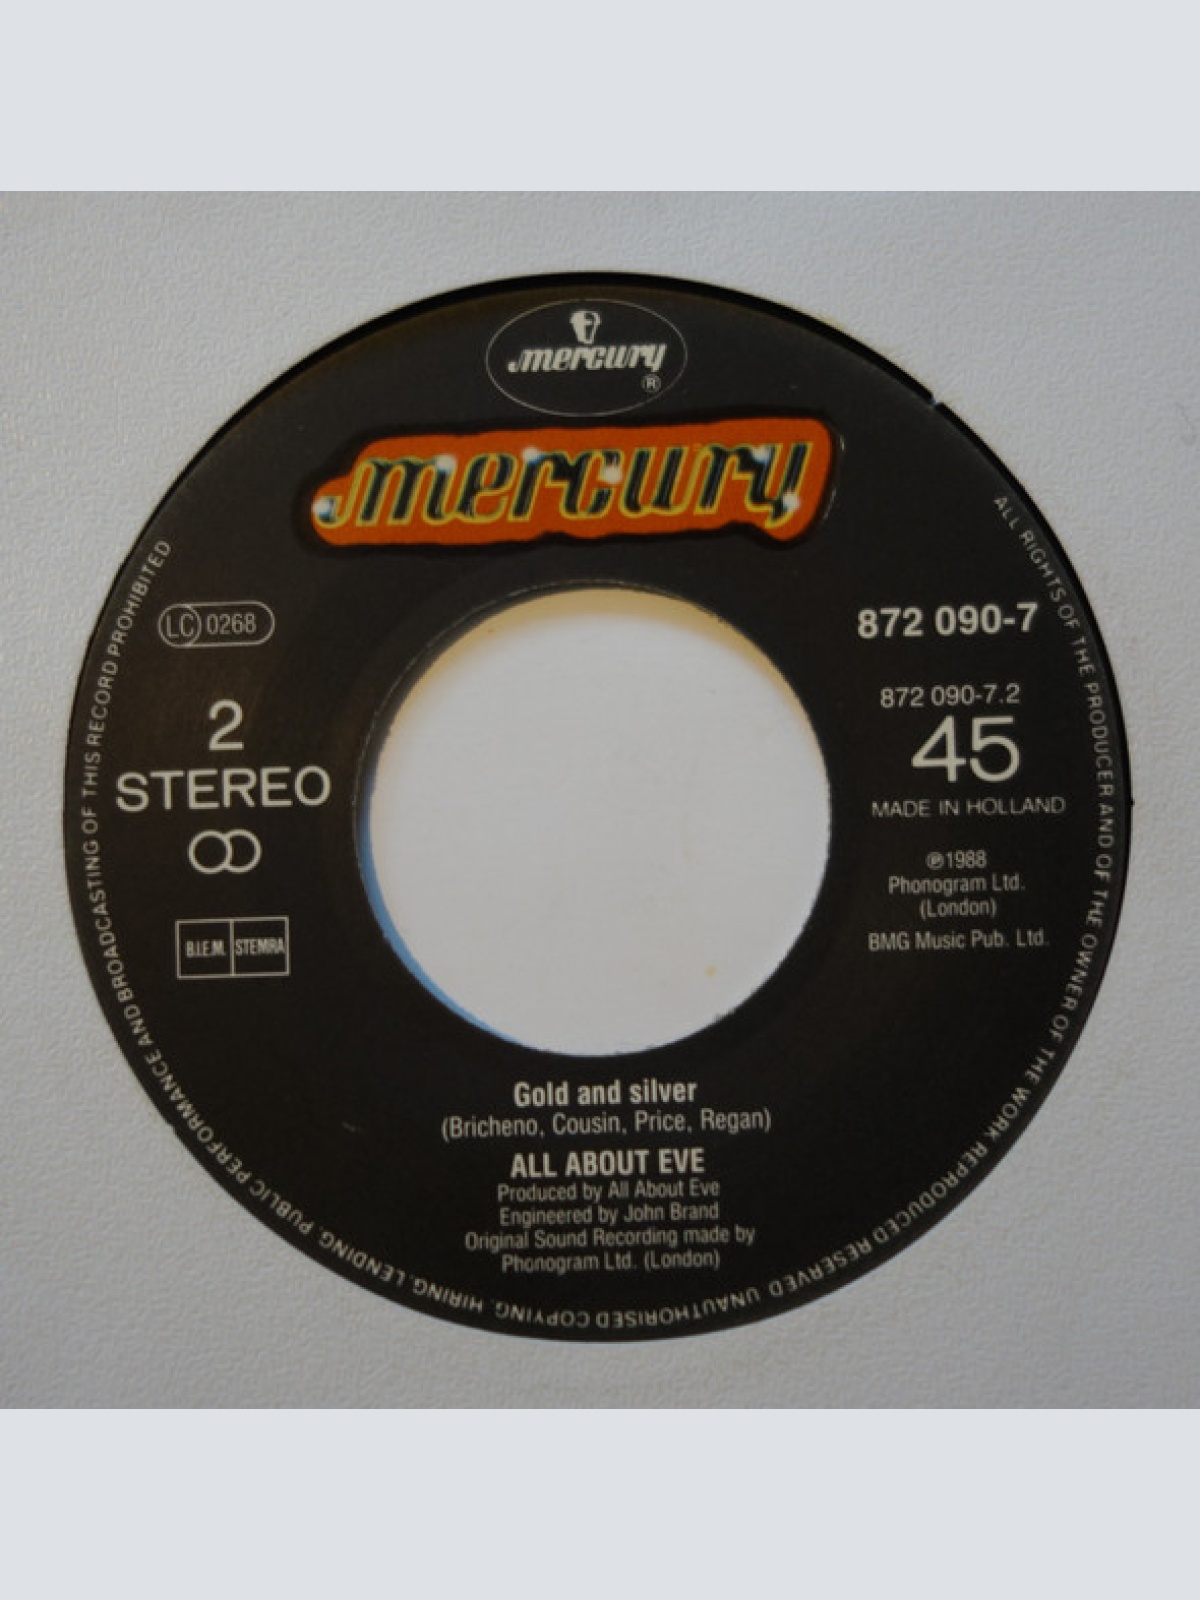 mercury
®
mercury
LC 0268
2
STEREO
B.I.E.M. STEMRA
872 090-7
872 090-7.2
45
MADE IN HOLLAND
℗1988
Phonogram Ltd.
(London)
BMG Music Pub. Ltd.
Gold and silver
(Bricheno, Cousin, Price, Regan)
ALL ABOUT EVE
Produced by All About Eve
Engineered by John Brand
Original Sound Recording made by
Phonogram Ltd. (London)
ALL RIGHTS OF THE PRODUCER AND OF THE OWNER OF THE WORK REPRODUCED RESERVED. UNAUTHORISED COPYING, HIRING, LENDING, PUBLIC PERFORMANCE AND BROADCASTING OF THIS RECORD PROHIBITED